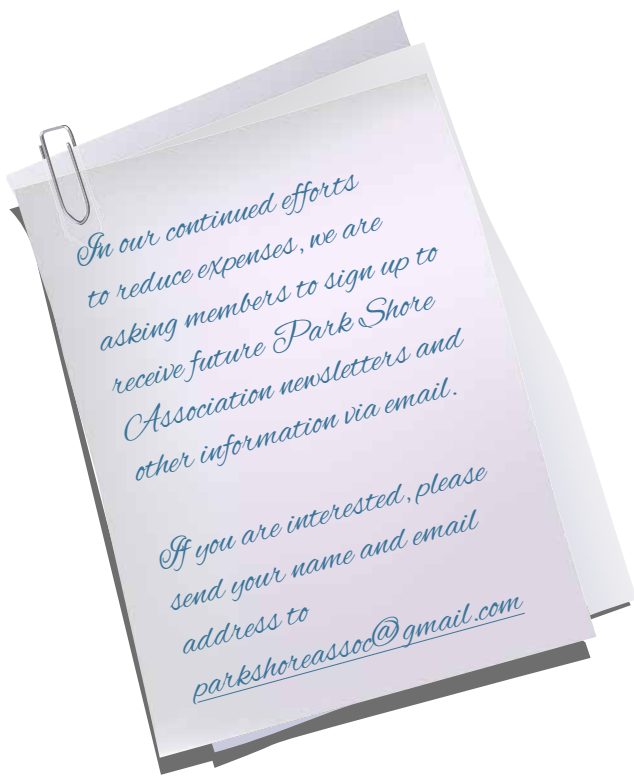 In our continued efforts
to reduce expenses, we are
asking members to sign up to
receive future Park Shore
Association newsletters and
other information via email.
If you are interested, please
send your name and email
address to
parkshoreassoc@gmail.com